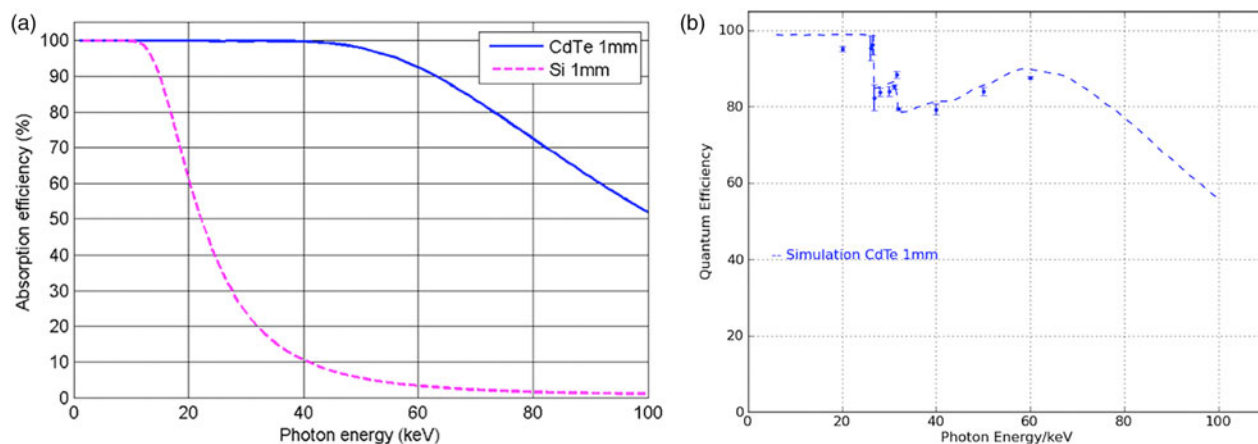 (a)
Absorption efficiency (%)
100
90
80
70
60
50
40
30
20
10
0
CdTe 1mm
Si 1mm
0 20 40 60 80 100
Photon energy (keV)
(b)
Quantum Efficiency
100
80
60
40
20
0
-- Simulation CdTe 1mm
20 40 60 80 100
Photon Energy/keV